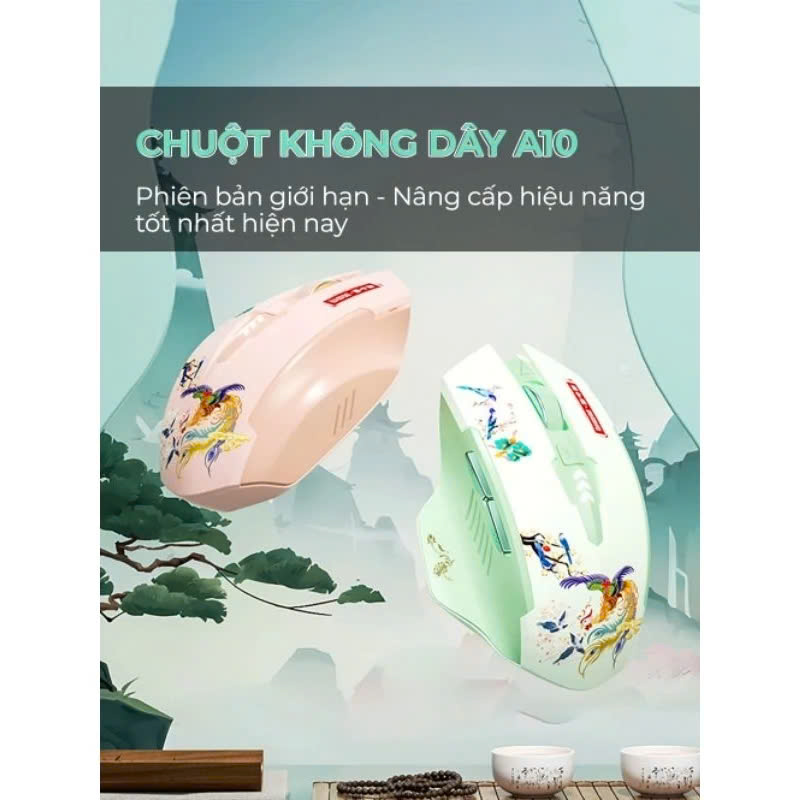 CHUỘT KHÔNG DÂY A10
Phiên bản giới hạn - Nâng cấp hiệu năng
tốt nhất hiện nay